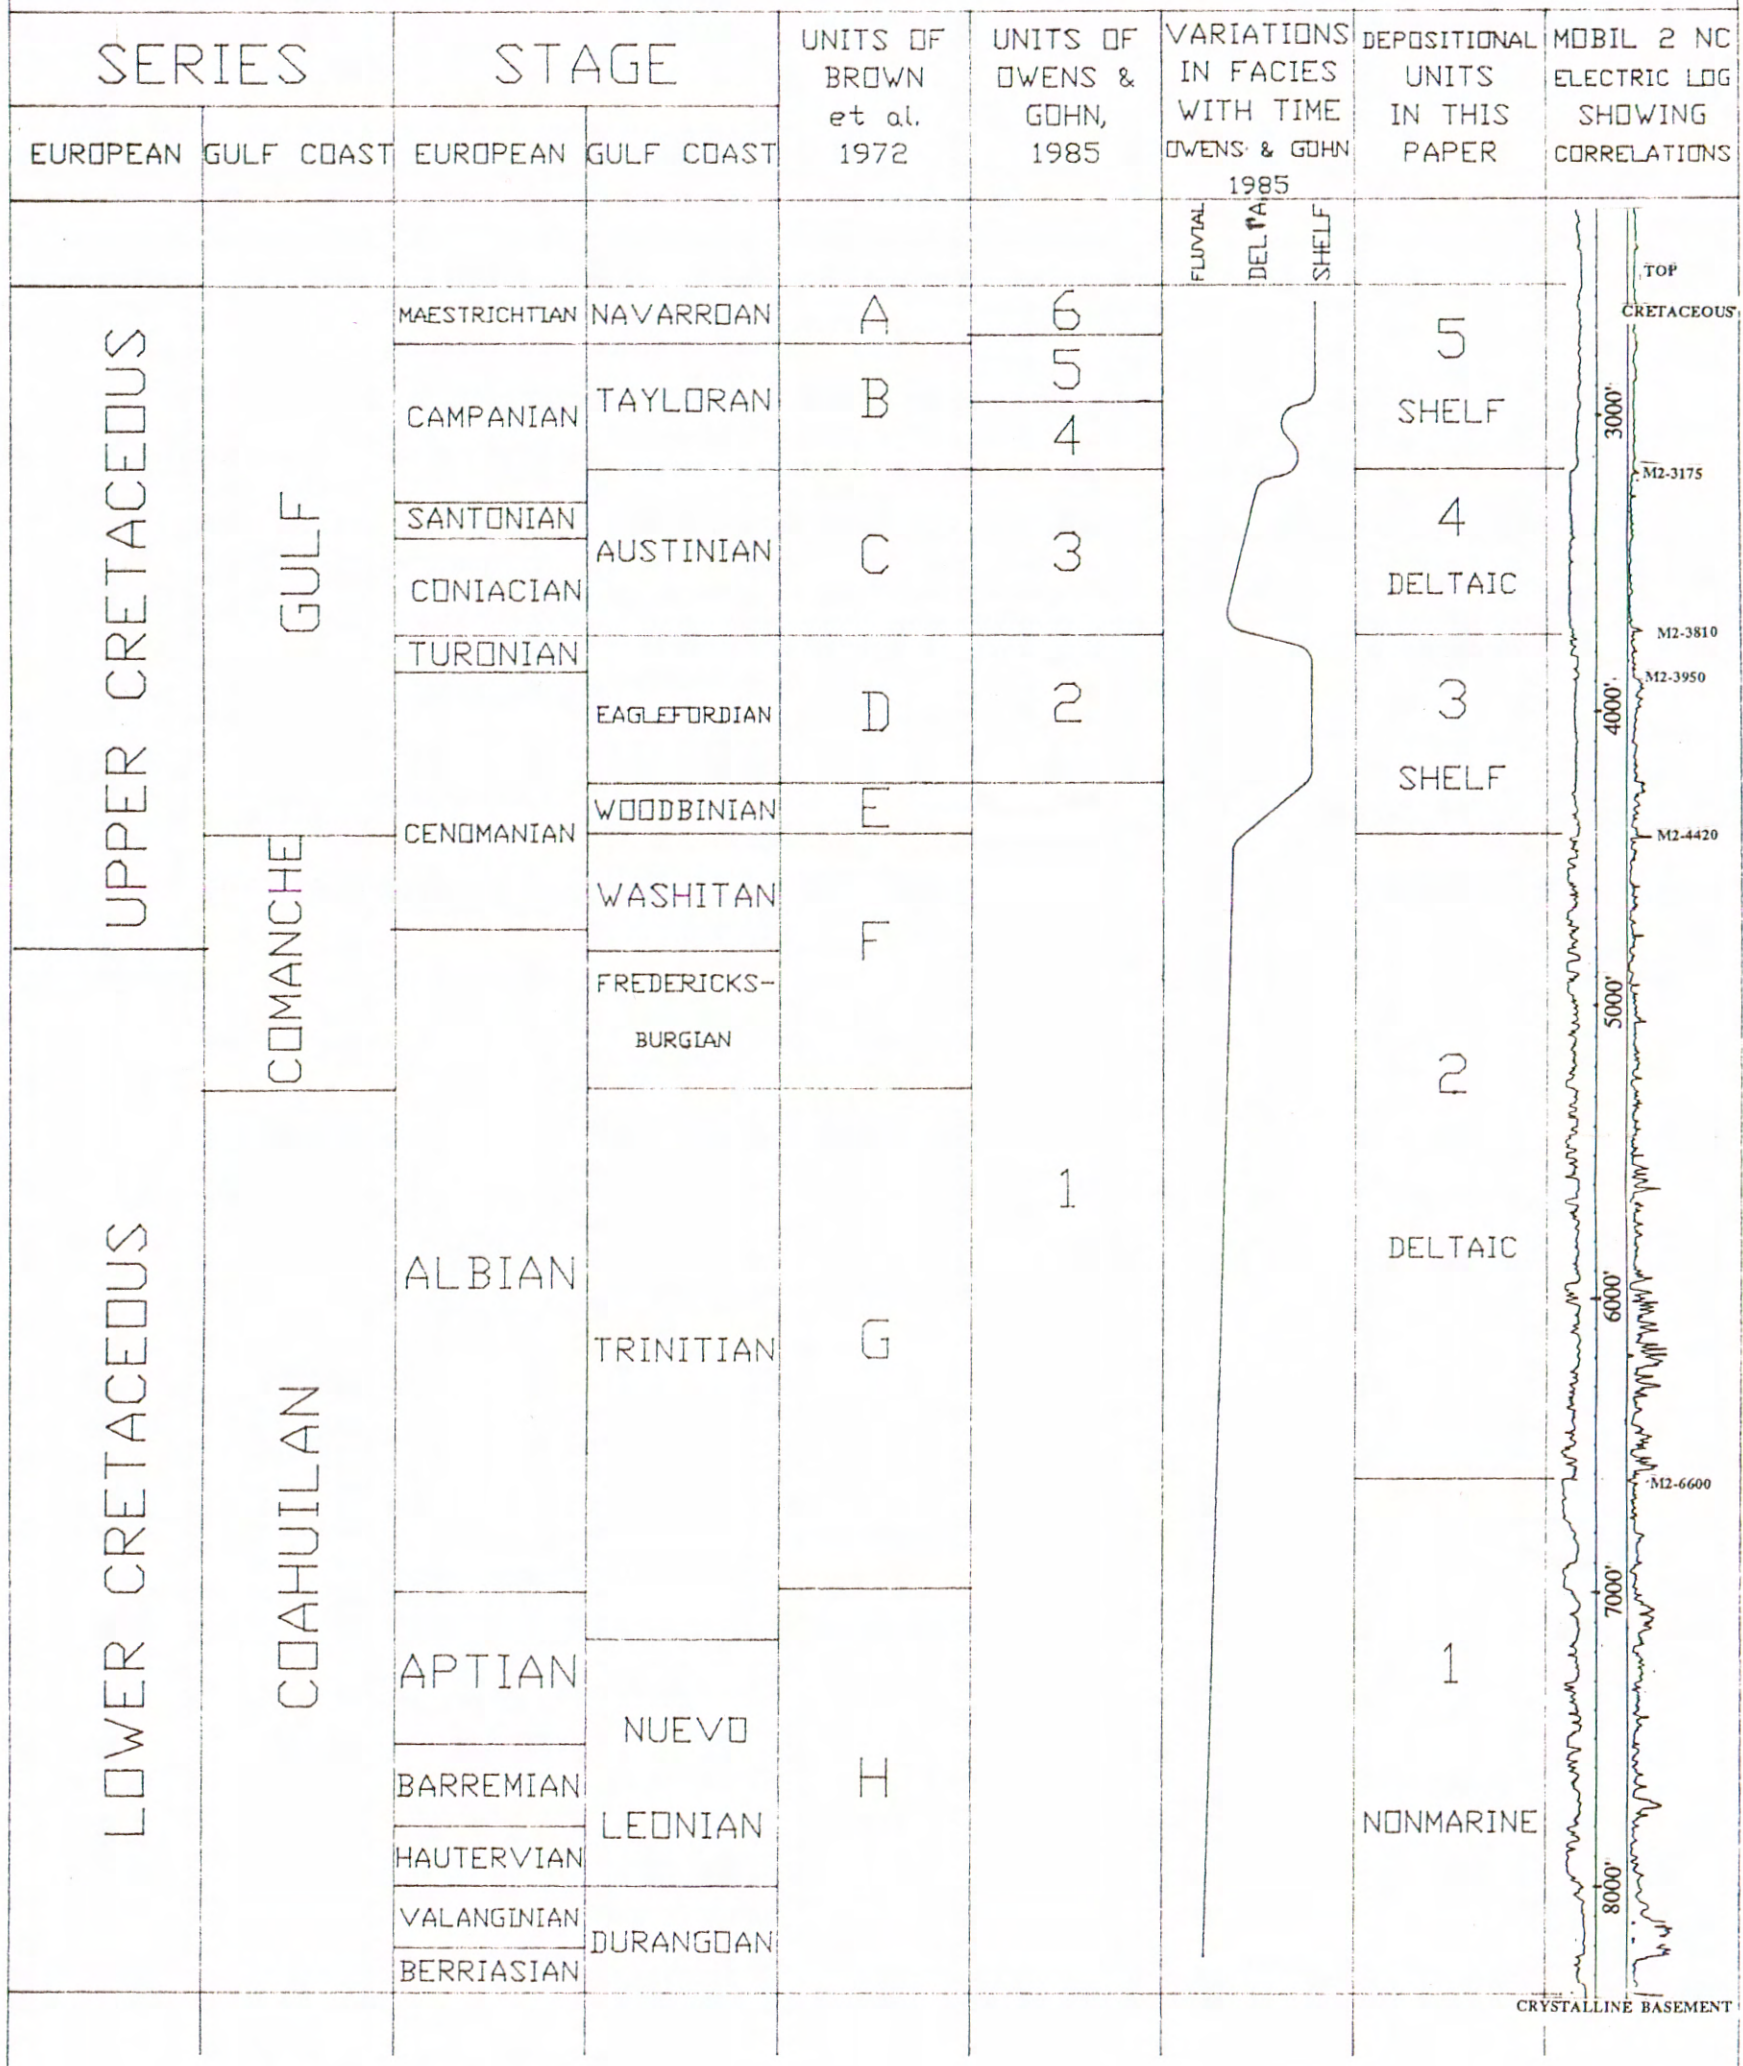 SERIES
STAGE
UNITS OF
BROWN
et al.
1972
UNITS OF
OWENS &
GOHN,
1985
VARIATIONS
IN FACIES
WITH TIME
OWENS & GOHN
1985
DEPOSITIONAL
UNITS
IN THIS
PAPER
MOBIL 2 NC
ELECTRIC LOG
SHOWING
CORRELATIONS
EUROPEAN
GULF COAST
EUROPEAN
GULF COAST
FLUVIAL
DELTA
SHELF
UPPER CRETACEOUS
LOWER CRETACEOUS
GULF
COMANCHE
COAHUILAN
MAESTRICHTIAN
CAMPANIAN
SANTONIAN
CONIACIAN
TURONIAN
CENOMANIAN
ALBIAN
APTIAN
BARREMIAN
HAUTERVIAN
VALANGINIAN
BERRIASIAN
NAVARROAN
TAYLORAN
AUSTINIAN
EAGLEFORDIAN
WOODBINIAN
WASHITAN
FREDERICKS-
BURGIAN
TRINITIAN
NUEVO
LEONIAN
DURANGOAN
A
B
C
D
E
F
G
H
6
5
4
3
2
1
5
SHELF
4
DELTAIC
3
SHELF
2
DELTAIC
1
NONMARINE
TOP
CRETACEOUS
3000'
M2-3175
M2-3810
M2-3950
4000'
M2-4420
5000'
6000'
M2-6600
7000'
8000'
CRYSTALLINE BASEMENT